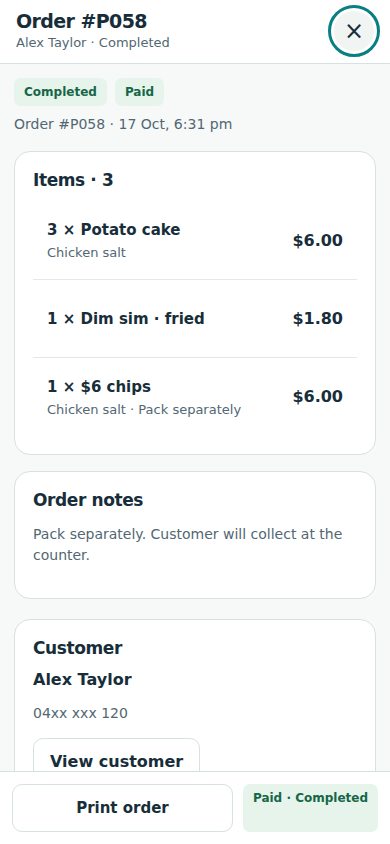 Order #P058
Alex Taylor · Completed
Completed
Paid
Order #P058 · 17 Oct, 6:31 pm
Items · 3
3 × Potato cake
$6.00
Chicken salt
1 × Dim sim · fried
$1.80
1 × $6 chips
$6.00
Chicken salt · Pack separately
Order notes
Pack separately. Customer will collect at the
counter.
Customer
Alex Taylor
04xx xxx 120
View customer
Print order
Paid · Completed